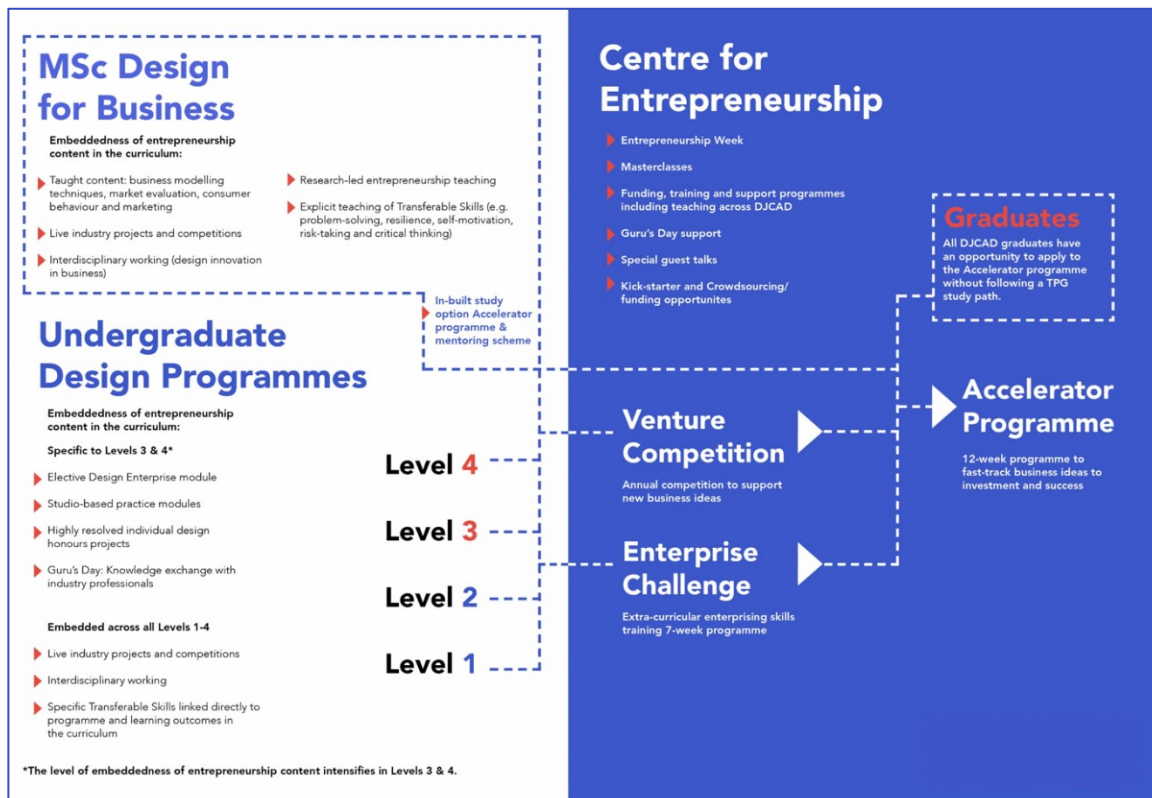 MSc Design
for Business
Embeddedness of entrepreneurship
content in the curriculum:
Taught content: business modelling
techniques, market evaluation, consumer
behaviour and marketing
Live industry projects and competitions
Interdisciplinary working (design innovation
in business)
Research-led entrepreneurship teaching
Explicit teaching of Transferable Skills (e.g.
problem-solving, resilience, self-motivation,
risk-taking and critical thinking)
In-built study
option Accelerator
programme &
mentoring scheme
Undergraduate
Design Programmes
Embeddedness of entrepreneurship
content in the curriculum:
Specific to Levels 3 & 4*
Elective Design Enterprise module
Studio-based practice modules
Highly resolved individual design
honours projects
Guru's Day: Knowledge exchange with
industry professionals
Embedded across all Levels 1-4
Live industry projects and competitions
Interdisciplinary working
Specific Transferable Skills linked directly to
programme and learning outcomes in
the curriculum
Level 4
Level 3
Level 2
Level 1
*The level of embeddedness of entrepreneurship content intensifies in Levels 3 & 4.
Centre for
Entrepreneurship
Entrepreneurship Week
Masterclasses
Funding, training and support programmes
including teaching across DJCAD
Guru's Day support
Special guest talks
Kick-starter and Crowdsourcing/
funding opportunites
Graduates
All DJCAD graduates have
an opportunity to apply to
the Accelerator programme
without following a TPG
study path.
Venture
Competition
Annual competition to support
new business ideas
Enterprise
Challenge
Extra-curricular enterprising skills
training 7-week programme
Accelerator
Programme
12-week programme to
fast-track business ideas to
investment and success